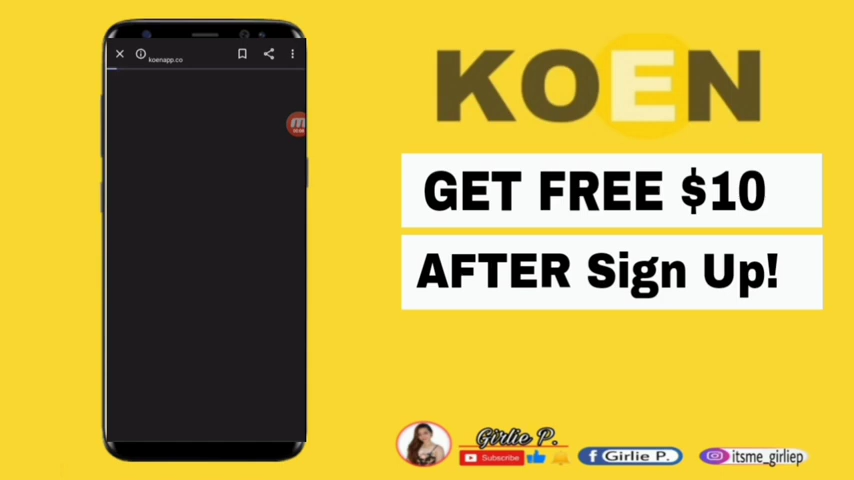 koenapp.co
KOEN
GET FREE $10
AFTER Sign Up!
Girlie P.
Subscribe
Girlie P.
itsme_girliep